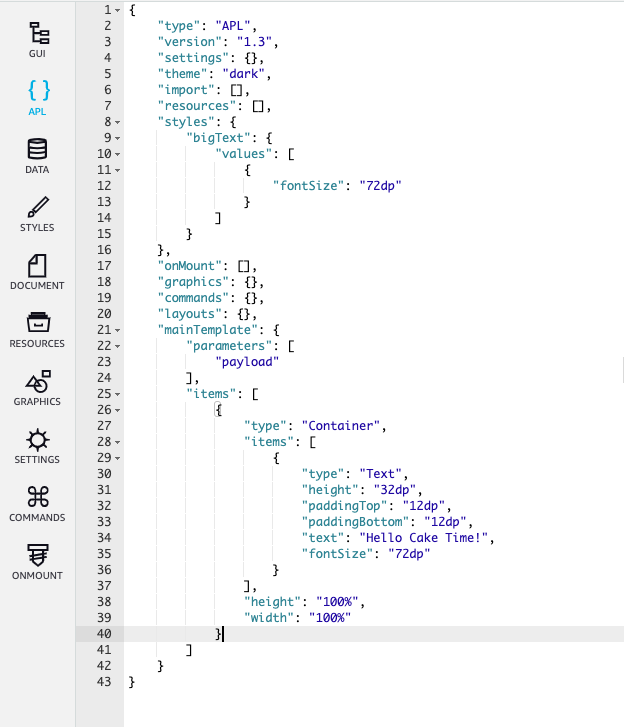 GUI
{ }
APL
DATA
STYLES
DOCUMENT
RESOURCES
GRAPHICS
SETTINGS
COMMANDS
ONMOUNT
1 {
2     "type": "APL",
3     "version": "1.3",
4     "settings": {},
5     "theme": "dark",
6     "import": [],
7     "resources": [],
8     "styles": {
9         "bigText": {
10             "values": [
11                 {
12                     "fontSize": "72dp"
13                 }
14             ]
15         }
16     },
17     "onMount": [],
18     "graphics": {},
19     "commands": {},
20     "layouts": {},
21     "mainTemplate": {
22         "parameters": [
23             "payload"
24         ],
25         "items": [
26             {
27                 "type": "Container",
28                 "items": [
29                     {
30                         "type": "Text",
31                         "height": "32dp",
32                         "paddingTop": "12dp",
33                         "paddingBottom": "12dp",
34                         "text": "Hello Cake Time!",
35                         "fontSize": "72dp"
36                     }
37                 ],
38                 "height": "100%",
39                 "width": "100%"
40             }
41         ]
42     }
43 }